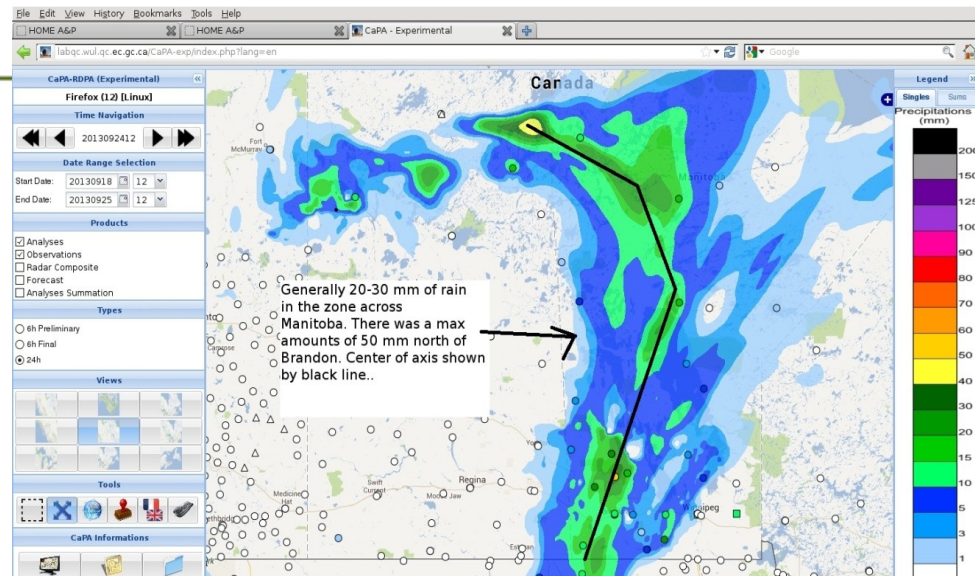 File Edit View History Bookmarks Tools Help
HOME A&P HOME A&P CaPA - Experimental
labqc.wul.qc.ec.gc.ca/CaPA-exp/index.php?lang=en Google
CaPA-RDPA (Experimental)
Firefox (12) [Linux]
Time Navigation
2013092412
Date Range Selection
Start Date: 20130918 12
End Date: 20130925 12
Products
Analyses
Observations
Radar Composite
Forecast
Analyses Summation
Types
6h Preliminary
6h Final
24h
Views
Tools
CaPA Informations
Canada
Fort
McMurray
Manitoba
Generally 20-30 mm of rain
in the zone across
Manitoba. There was a max
amounts of 50 mm north of
Brandon. Center of axis shown
by black line..
Camrose
Regina
Swift
Current
Moose Jaw
Medicine
Hat
Winnipeg
Legend
Singles Sums
Precipitations
(mm)
200
150
125
100
90
80
70
60
50
40
30
20
15
10
5
3
1